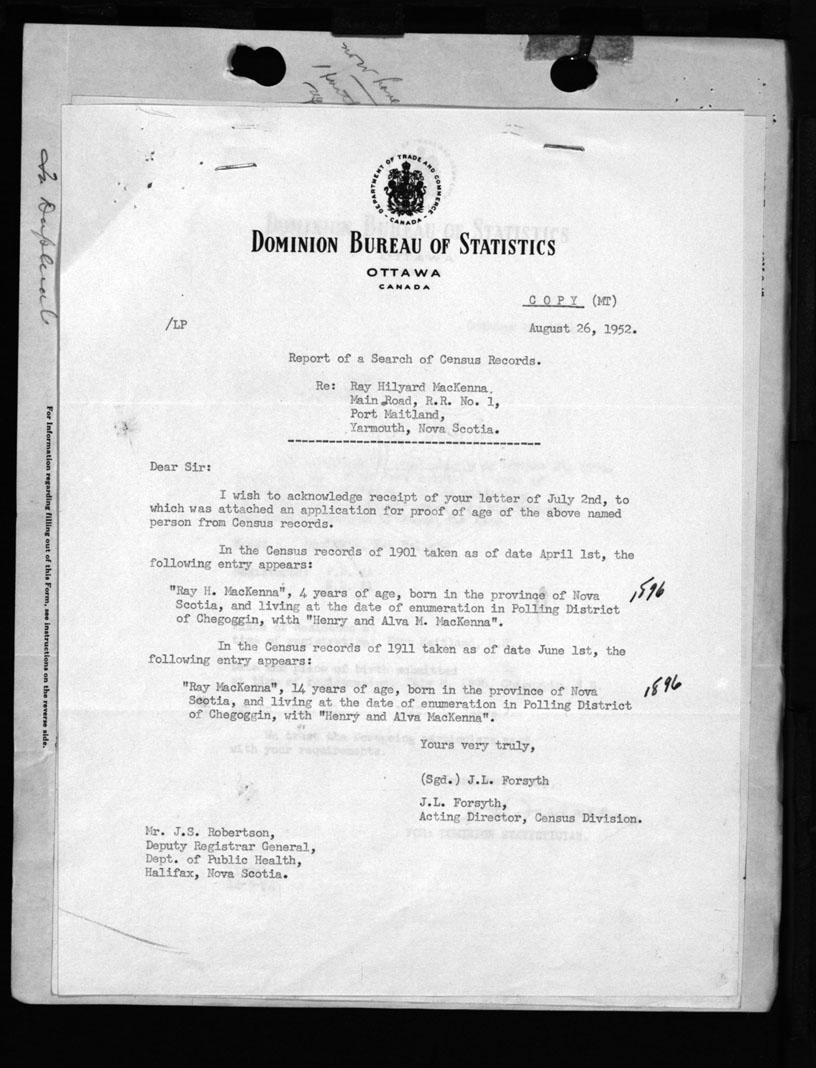 now have
DEPARTMENT OF TRADE AND COMMERCE
CANADA
DOMINION BUREAU OF STATISTICS
OTTAWA
CANADA
COPY (MT)
/LP
August 26, 1952.
Report of a Search of Census Records.
Re: Ray Hilyard MacKenna.
Main Road, R.R. No. 1,
Port Maitland,
Yarmouth, Nova Scotia.
Dear Sir:
I wish to acknowledge receipt of your letter of July 2nd, to
which was attached an application for proof of age of the above named
person from Census records.
In the Census records of 1901 taken as of date April 1st, the
following entry appears:
"Ray H. MacKenna", 4 years of age, born in the province of Nova
Scotia, and living at the date of enumeration in Polling District
of Chegoggin, with "Henry and Alva M. MacKenna".
1896
In the Census records of 1911 taken as of date June 1st, the
following entry appears:
"Ray MacKenna", 14 years of age, born in the province of Nova
Scotia, and living at the date of enumeration in Polling District
of Chegoggin, with "Henry and Alva MacKenna".
1896
Yours very truly,
(Sgd.) J.L. Forsyth
J.L. Forsyth,
Acting Director, Census Division.
Mr. J.S. Robertson,
Deputy Registrar General,
Dept. of Public Health,
Halifax, Nova Scotia.
For Information regarding filling out of this Form, see instructions on the reverse side.